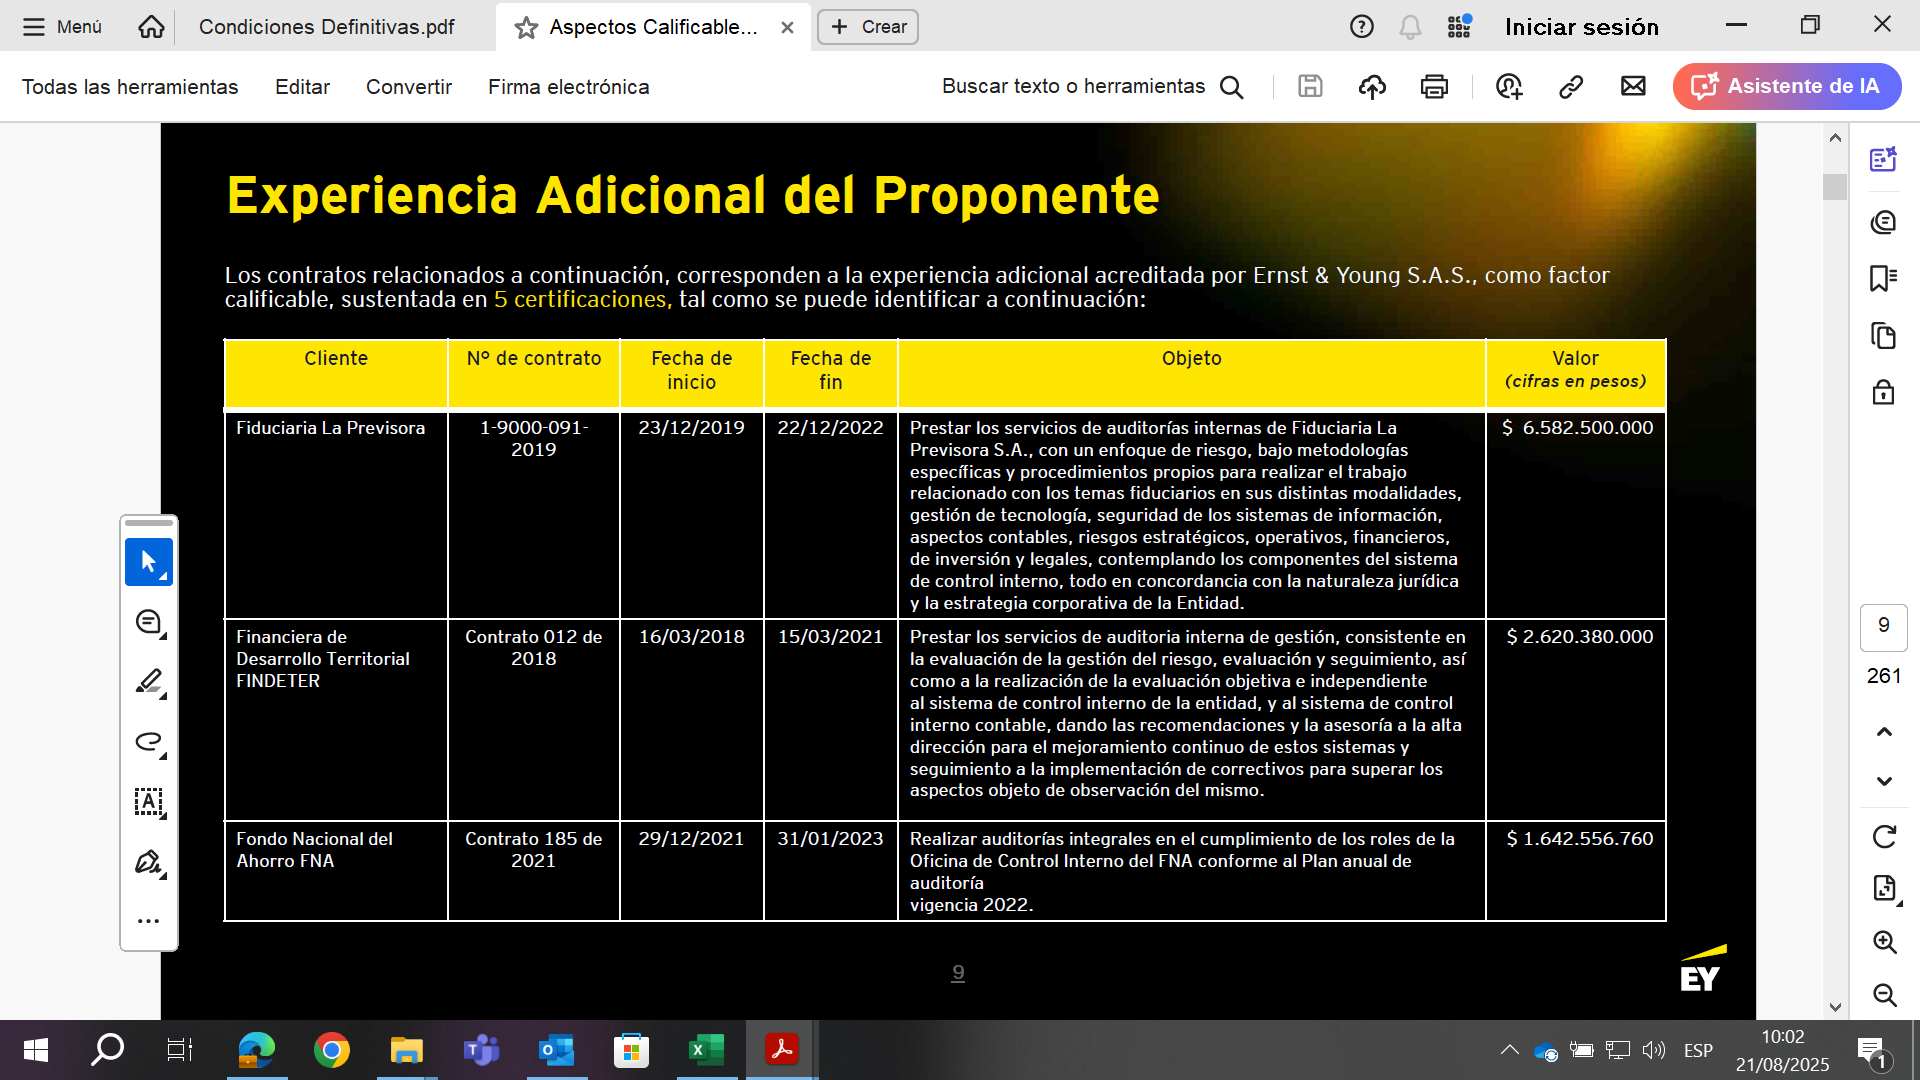 Menú
Condiciones Definitivas.pdf
Aspectos Calificable...
Crear
Iniciar sesión
Todas las herramientas
Editar
Convertir
Firma electrónica
Buscar texto o herramientas
Asistente de IA
Experiencia Adicional del Proponente
Los contratos relacionados a continuación, corresponden a la experiencia adicional acreditada por Ernst & Young S.A.S., como factor
calificable, sustentada en 5 certificaciones, tal como se puede identificar a continuación:
Cliente
N° de contrato
Fecha de
inicio
Fecha de
fin
Objeto
Valor
(cifras en pesos)
Fiduciaria La Previsora
1-9000-091-
2019
23/12/2019
22/12/2022
Prestar los servicios de auditorías internas de Fiduciaria La
Previsora S.A., con un enfoque de riesgo, bajo metodologías
específicas y procedimientos propios para realizar el trabajo
relacionado con los temas fiduciarios en sus distintas modalidades,
gestión de tecnología, seguridad de los sistemas de información,
aspectos contables, riesgos estratégicos, operativos, financieros,
de inversión y legales, contemplando los componentes del sistema
de control interno, todo en concordancia con la naturaleza jurídica
y la estrategia corporativa de la Entidad.
$ 6.582.500.000
Financiera de
Desarrollo Territorial
FINDETER
Contrato 012 de
2018
16/03/2018
15/03/2021
Prestar los servicios de auditoria interna de gestión, consistente en
la evaluación de la gestión del riesgo, evaluación y seguimiento, así
como a la realización de la evaluación objetiva e independiente
al sistema de control interno de la entidad, y al sistema de control
interno contable, dando las recomendaciones y la asesoría a la alta
dirección para el mejoramiento continuo de estos sistemas y
seguimiento a la implementación de correctivos para superar los
aspectos objeto de observación del mismo.
$ 2.620.380.000
Fondo Nacional del
Ahorro FNA
Contrato 185 de
2021
29/12/2021
31/01/2023
Realizar auditorías integrales en el cumplimiento de los roles de la
Oficina de Control Interno del FNA conforme al Plan anual de
auditoría
vigencia 2022.
$ 1.642.556.760
9
EY
9
261
ESP
10:02
21/08/2025
1